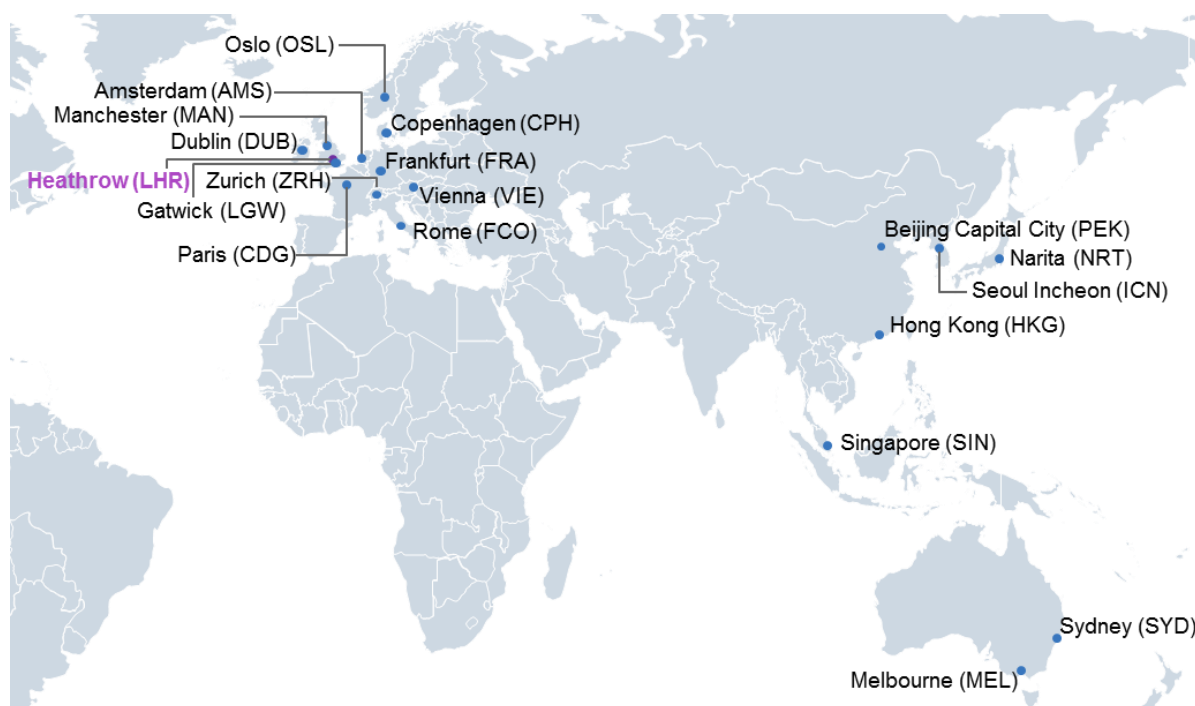 Oslo (OSL)
Amsterdam (AMS)
Manchester (MAN)
Copenhagen (CPH)
Dublin (DUB)
Frankfurt (FRA)
Heathrow (LHR)
Zurich (ZRH)
Vienna (VIE)
Gatwick (LGW)
Rome (FCO)
Paris (CDG)
Beijing Capital City (PEK)
Narita (NRT)
Seoul Incheon (ICN)
Hong Kong (HKG)
Singapore (SIN)
Sydney (SYD)
Melbourne (MEL)